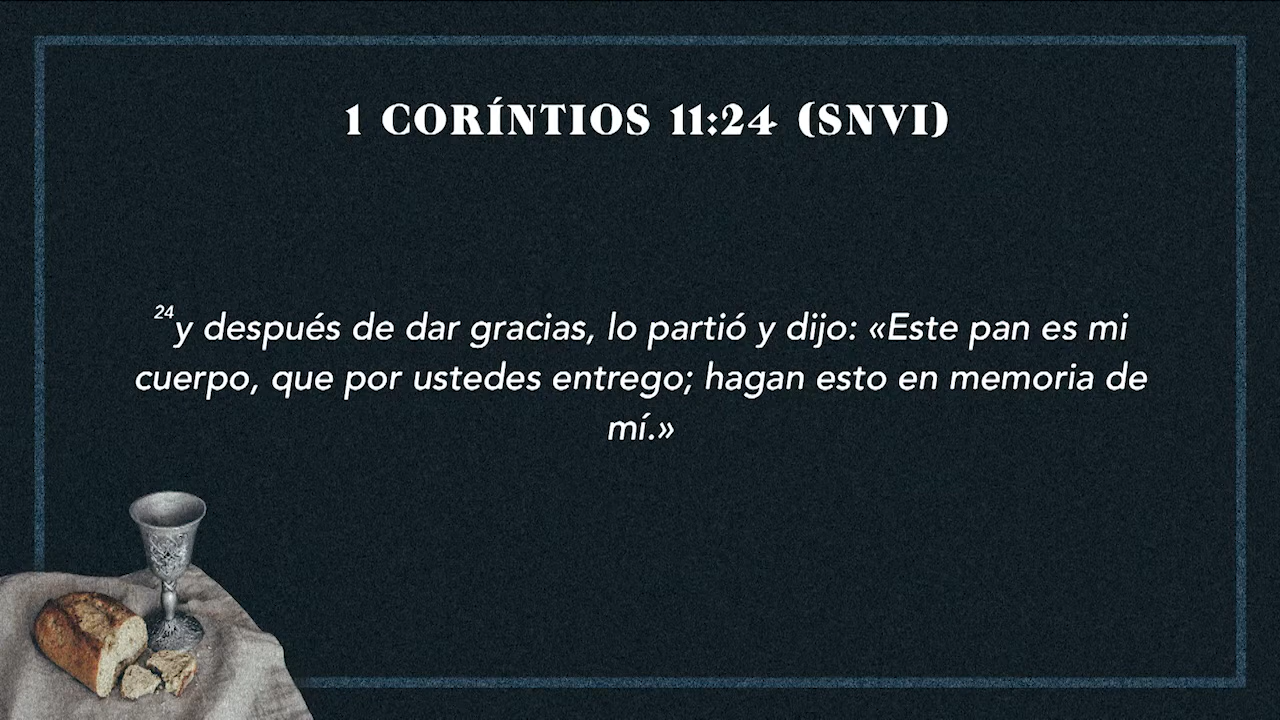 1 CORÍNTIOS 11:24 (SNVI)
24y después de dar gracias, lo partió y dijo: «Este pan es mi
cuerpo, que por ustedes entrego; hagan esto en memoria de
mí.»